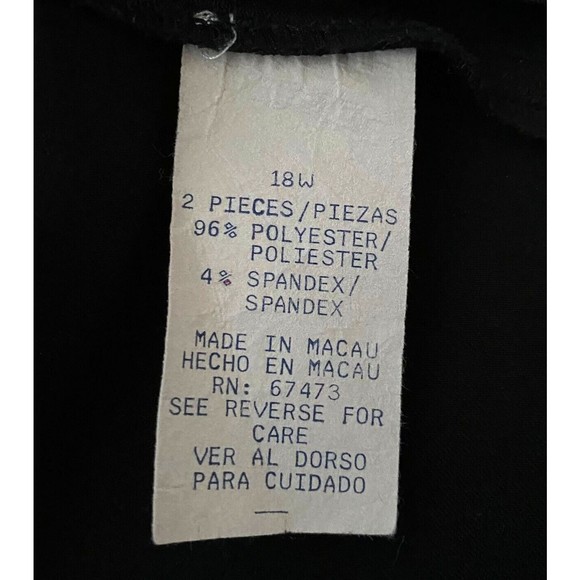 18W
2 PIECES/PIEZAS
96% POLYESTER/
POLIESTER
4% SPANDEX/
SPANDEX
MADE IN MACAU
HECHO EN MACAU
RN: 67473
SEE REVERSE FOR
CARE
VER AL DORSO
PARA CUIDADO